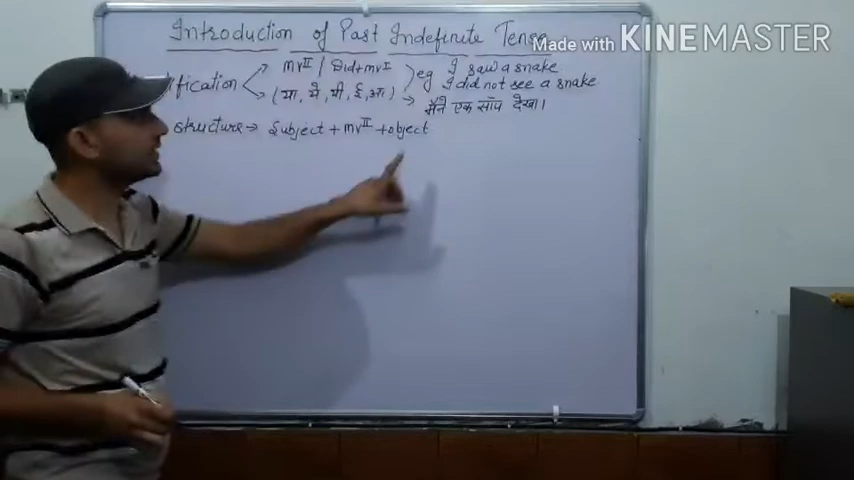 Introduction of Past Indefinite Tense
Made with KINEMASTER
ification → MVII / Did+MVI ) eg I saw a snake
→ (या, ये, यी, ई, आ) I did not see a snake
→ मैंने एक साँप देखा।
structure → Subject + MVII + object